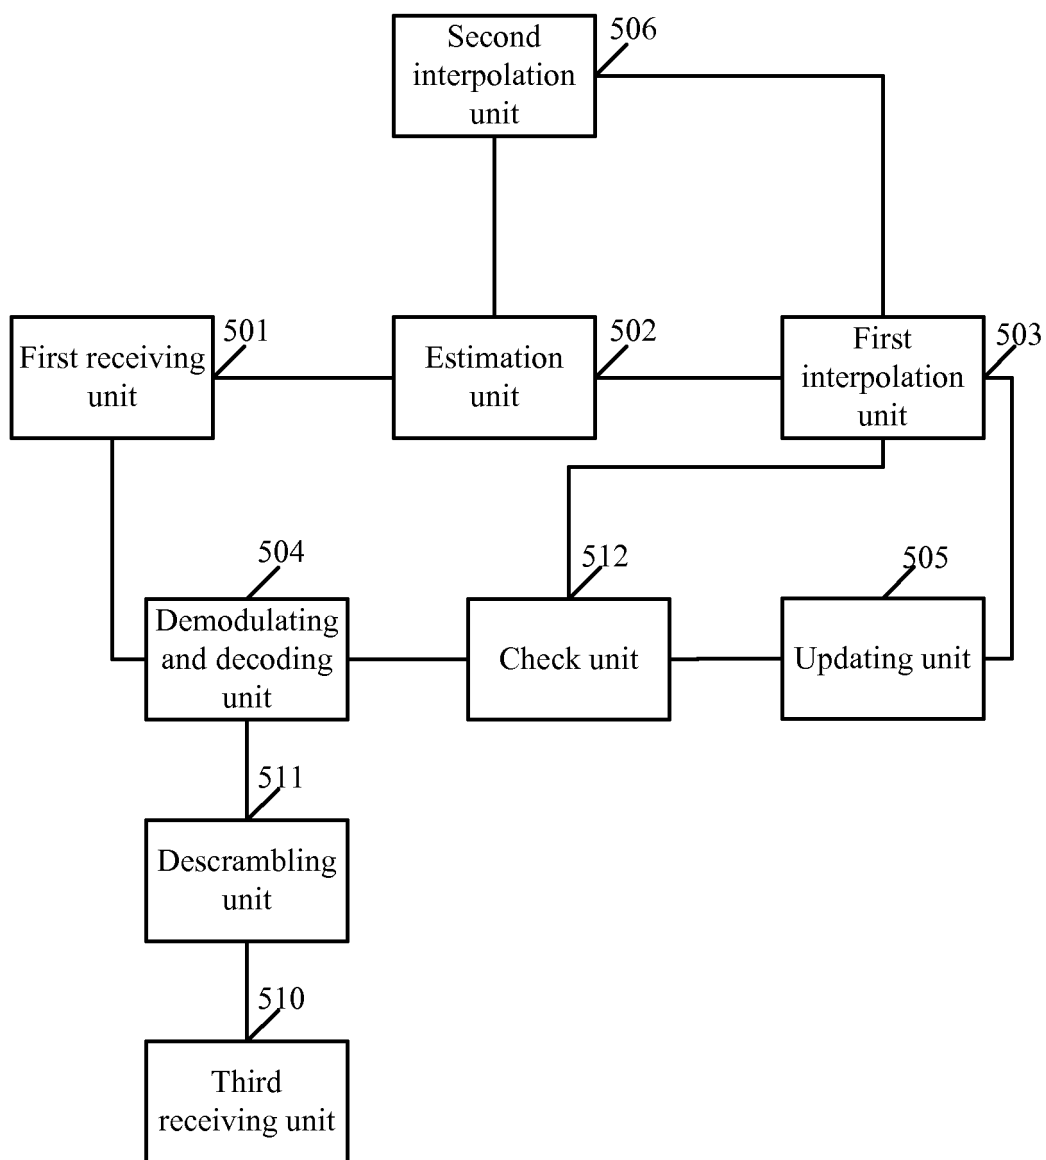 506
Second
interpolation
unit
501
First receiving
unit
502
Estimation
unit
503
First
interpolation
unit
504
Demodulating
and decoding
unit
512
Check unit
505
Updating unit
511
Descrambling
unit
510
Third
receiving unit